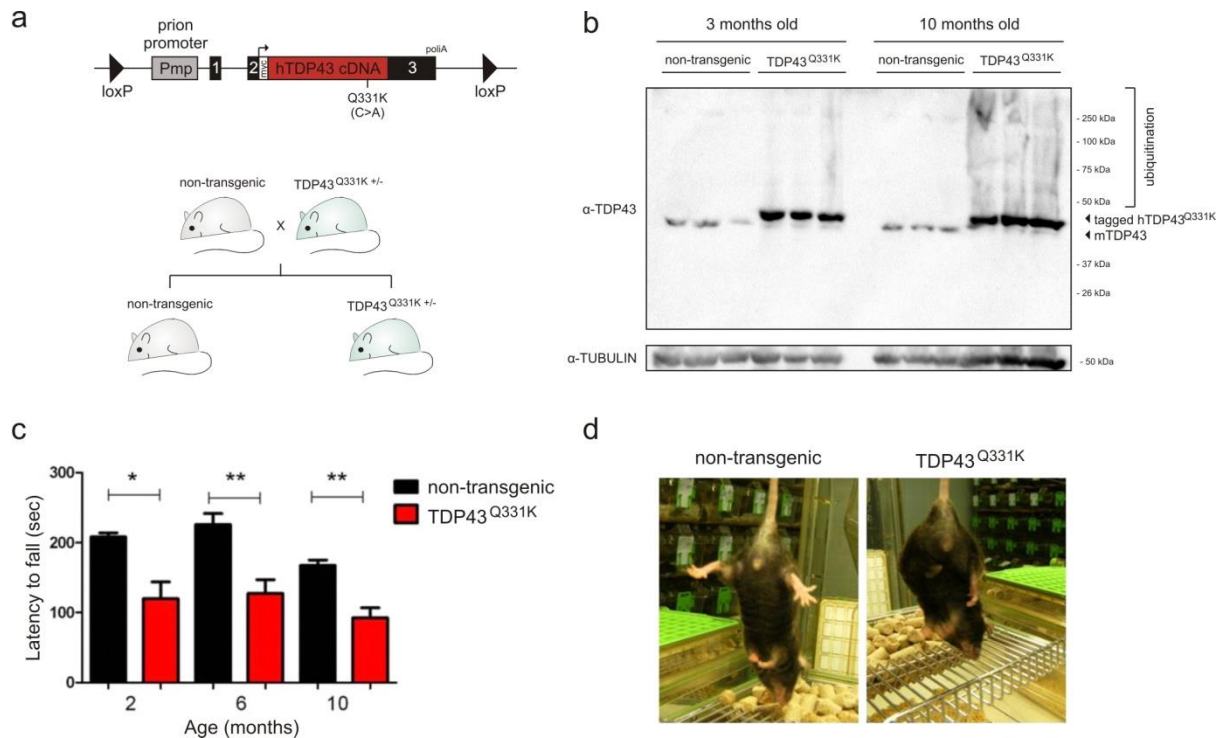 a
prion
promoter
poliA
Pmp
1
2
myc
hTDP43 cDNA
3
loxP
Q331K
(C>A)
loxP
non-transgenic
TDP43Q331K +/-
X
non-transgenic
TDP43Q331K +/-
b
3 months old
10 months old
non-transgenic
TDP43Q331K
non-transgenic
TDP43Q331K
- 250 kDa
- 100 kDa
- 75 kDa
- 50 kDa
ubiquitination
α-TDP43
tagged hTDP43Q331K
mTDP43
- 37 kDa
- 26 kDa
α-TUBULIN
- 50 kDa
c
Latency to fall (sec)
300
200
100
0
*
**
**
non-transgenic
TDP43Q331K
2
6
10
Age (months)
d
non-transgenic
TDP43Q331K